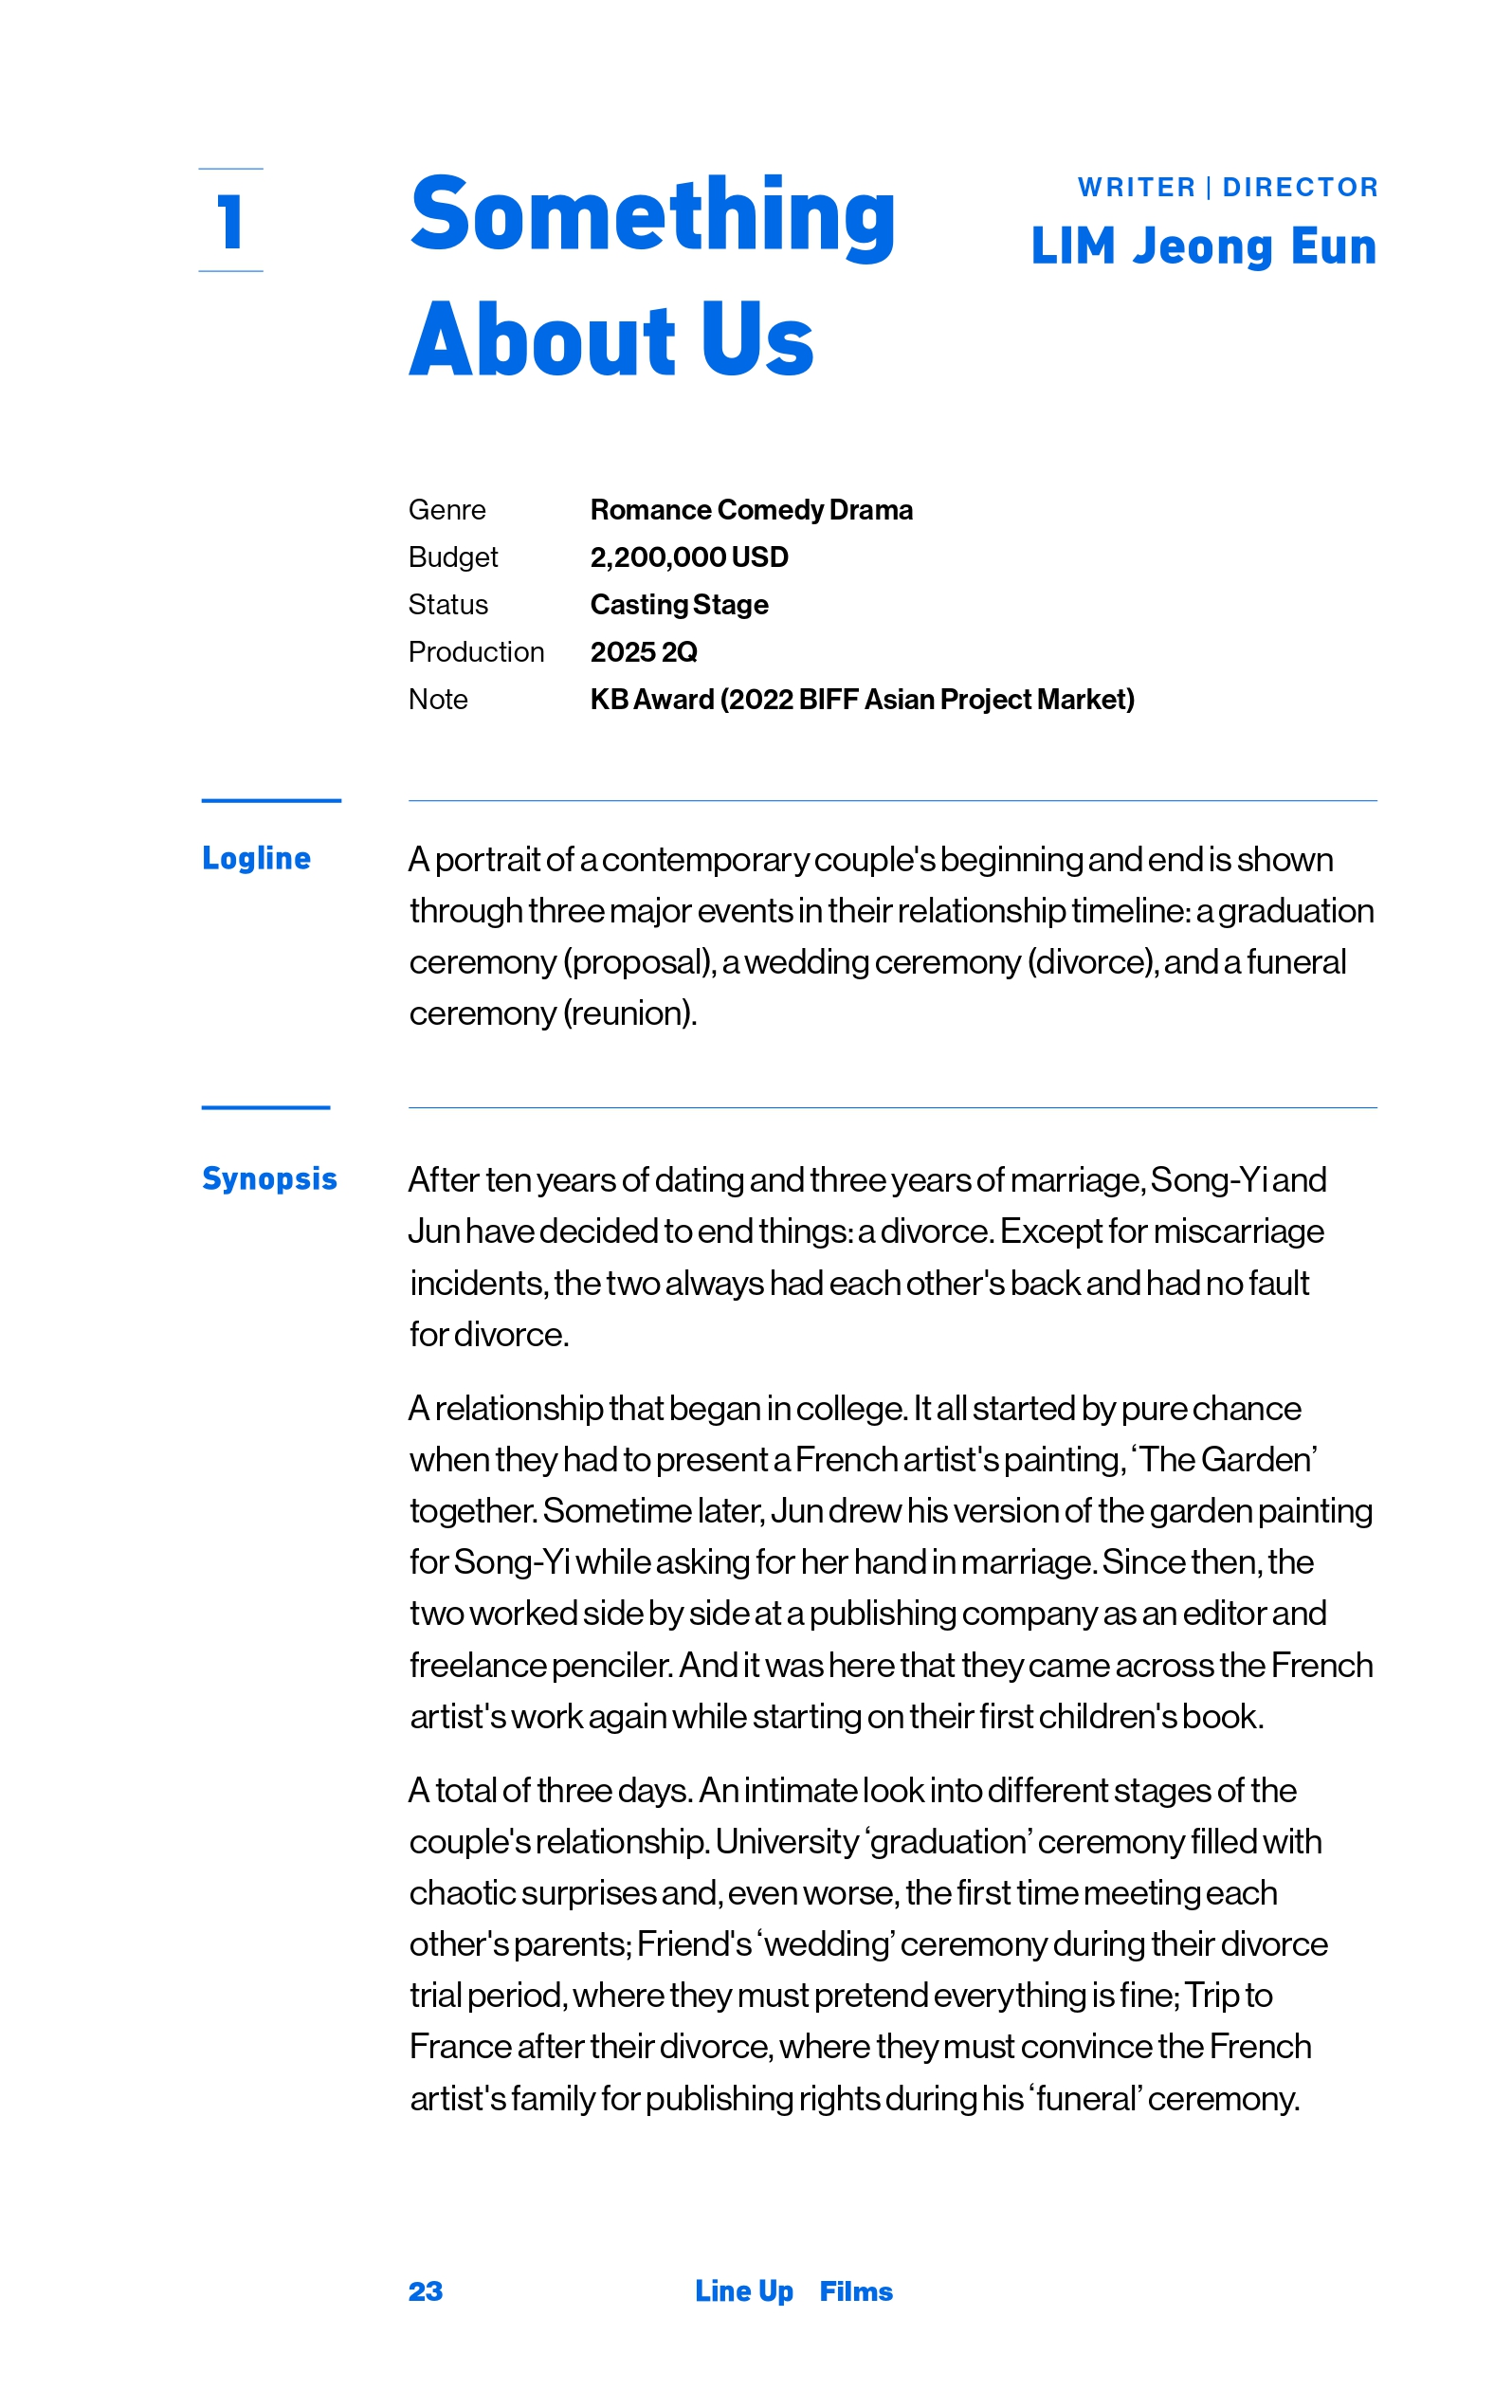 1
Something
About Us
WRITER | DIRECTOR
LIM Jeong Eun
Genre Romance Comedy Drama
Budget 2,200,000 USD
Status Casting Stage
Production 2025 2Q
Note KB Award (2022 BIFF Asian Project Market)
Logline
A portrait of a contemporary couple's beginning and end is shown
through three major events in their relationship timeline: a graduation
ceremony (proposal), a wedding ceremony (divorce), and a funeral
ceremony (reunion).
Synopsis
After ten years of dating and three years of marriage, Song-Yi and
Jun have decided to end things: a divorce. Except for miscarriage
incidents, the two always had each other's back and had no fault
for divorce.
A relationship that began in college. It all started by pure chance
when they had to present a French artist's painting, ‘The Garden’
together. Sometime later, Jun drew his version of the garden painting
for Song-Yi while asking for her hand in marriage. Since then, the
two worked side by side at a publishing company as an editor and
freelance penciler. And it was here that they came across the French
artist's work again while starting on their first children's book.
A total of three days. An intimate look into different stages of the
couple's relationship. University ‘graduation’ ceremony filled with
chaotic surprises and, even worse, the first time meeting each
other's parents; Friend's ‘wedding’ ceremony during their divorce
trial period, where they must pretend everything is fine; Trip to
France after their divorce, where they must convince the French
artist's family for publishing rights during his ‘funeral’ ceremony.
23 Line Up Films